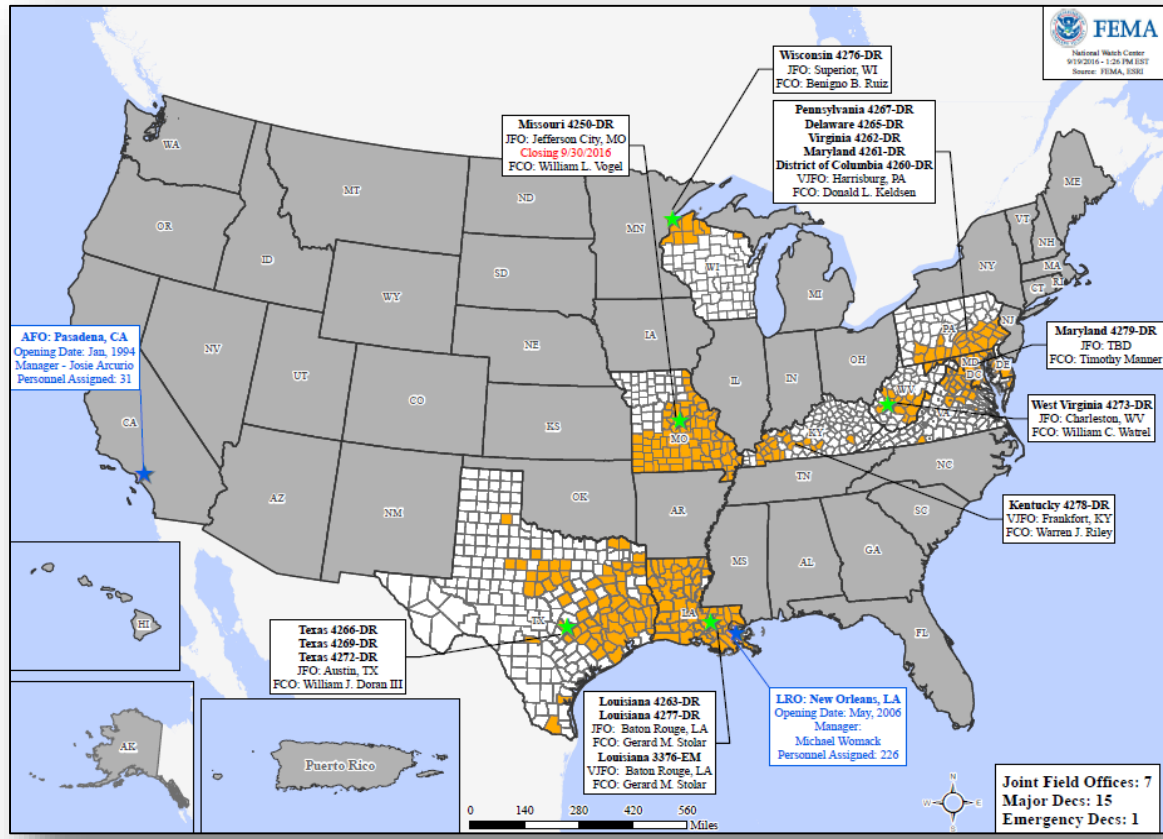 FEMA
National Watch Center
9/19/2016 - 1:26 PM EST
Source: FEMA, ESRI
Wisconsin 4276-DR
JFO: Superior, WI
FCO: Benigno B. Ruiz
Missouri 4250-DR
JFO: Jefferson City, MO
Closing 9/30/2016
FCO: William L. Vogel
Pennsylvania 4267-DR
Delaware 4265-DR
Virginia 4262-DR
Maryland 4261-DR
District of Columbia 4260-DR
VJFO: Harrisburg, PA
FCO: Donald L. Keldsen
AFO: Pasadena, CA
Opening Date: Jan, 1994
Manager - Josie Arcurio
Personnel Assigned: 31
Maryland 4279-DR
JFO: TBD
FCO: Timothy Manner
West Virginia 4273-DR
JFO: Charleston, WV
FCO: William C. Watrel
Kentucky 4278-DR
VJFO: Frankfort, KY
FCO: Warren J. Riley
Texas 4266-DR
Texas 4269-DR
Texas 4272-DR
JFO: Austin, TX
FCO: William J. Doran III
Louisiana 4263-DR
Louisiana 4277-DR
JFO: Baton Rouge, LA
FCO: Gerard M. Stolar
Louisiana 3376-EM
VJFO: Baton Rouge, LA
FCO: Gerard M. Stolar
LRO: New Orleans, LA
Opening Date: May, 2006
Manager:
Michael Womack
Personnel Assigned: 226
WA
MT
ND
MN
ME
OR
ID
SD
WI
VT
NH
NY
MA
CT
RI
WY
MI
IA
PA
NJ
NV
NE
OH
MD
DE
DC
UT
IL
IN
WV
CO
VA
CA
KS
MO
KY
NC
TN
AZ
NM
OK
AR
SC
MS
AL
GA
TX
LA
FL
HI
AK
Puerto Rico
N
W
E
S
0 140 280 420 560
Miles
Joint Field Offices: 7
Major Decs: 15
Emergency Decs: 1